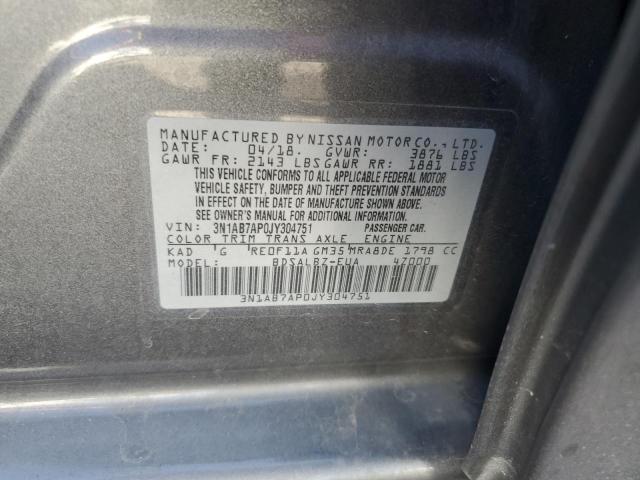 MANUFACTURED BY NISSAN MOTOR CO., LTD.
DATE: 04/18. GVWR: 3876 LBS
GAWR FR: 2143 LBS GAWR RR: 1881 LBS
THIS VEHICLE CONFORMS TO ALL APPLICABLE FEDERAL MOTOR
VEHICLE SAFETY, BUMPER AND THEFT PREVENTION STANDARDS
IN EFFECT ON THE DATE OF MANUFACTURE SHOWN ABOVE.
SEE OWNER'S MANUAL FOR ADDITIONAL INFORMATION.
VIN: 3N1AB7AP0JY304751 PASSENGER CAR.
COLOR TRIM TRANS AXLE ENGINE
KAD G RE0F11A GM35 MRA8DE 1798 CC
BDSALBZ-EUA 47000
3N1AB7AP0JY304751